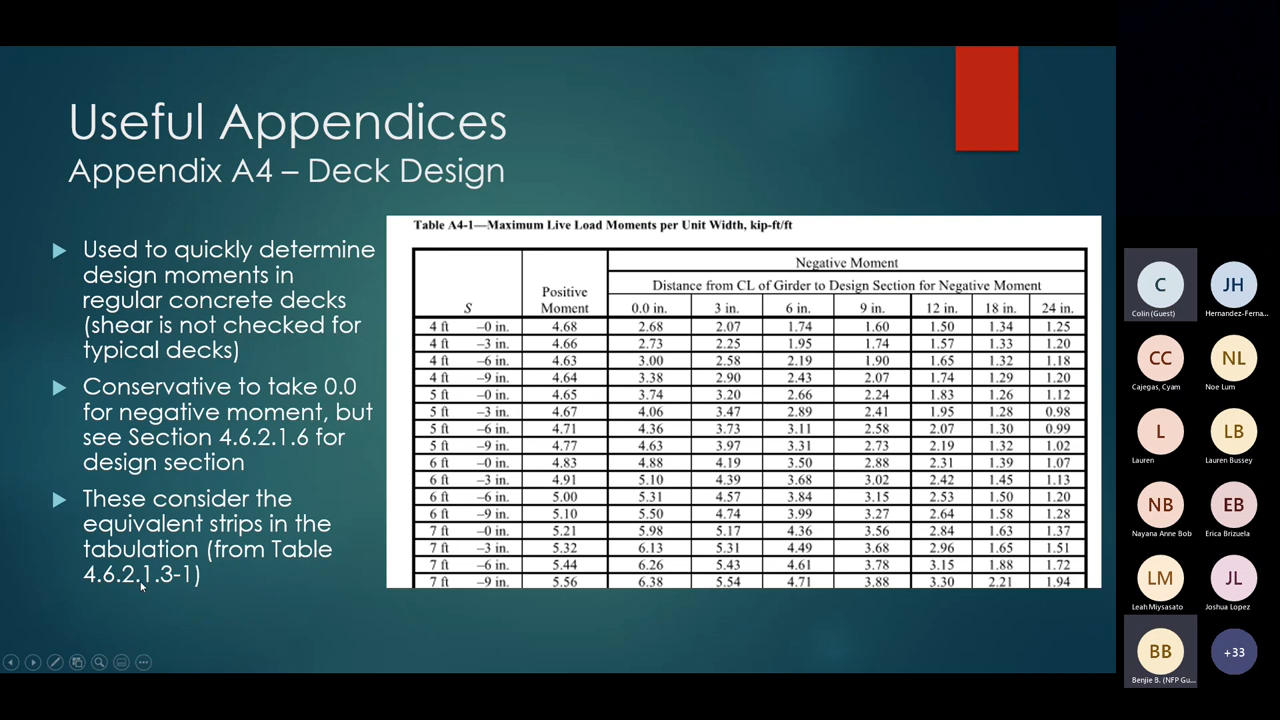 Useful Appendices
Appendix A4 – Deck Design
Used to quickly determine
design moments in
regular concrete decks
(shear is not checked for
typical decks)
Conservative to take 0.0
for negative moment, but
see Section 4.6.2.1.6 for
design section
These consider the
equivalent strips in the
tabulation (from Table
4.6.2.1.3-1)
Table A4-1—Maximum Live Load Moments per Unit Width, kip-ft/ft
Negative Moment
Distance from CL of Girder to Design Section for Negative Moment
S Positive Moment 0.0 in. 3 in. 6 in. 9 in. 12 in. 18 in. 24 in.
4 ft –0 in. 4.68 2.68 2.07 1.74 1.60 1.50 1.34 1.25
4 ft –3 in. 4.66 2.73 2.25 1.95 1.74 1.57 1.33 1.20
4 ft –6 in. 4.63 3.00 2.58 2.19 1.90 1.65 1.32 1.18
4 ft –9 in. 4.64 3.38 2.90 2.43 2.07 1.74 1.29 1.20
5 ft –0 in. 4.65 3.74 3.20 2.66 2.24 1.83 1.26 1.12
5 ft –3 in. 4.67 4.06 3.47 2.89 2.41 1.95 1.28 0.98
5 ft –6 in. 4.71 4.36 3.73 3.11 2.58 2.07 1.30 0.99
5 ft –9 in. 4.77 4.63 3.97 3.31 2.73 2.19 1.32 1.02
6 ft –0 in. 4.83 4.88 4.19 3.50 2.88 2.31 1.39 1.07
6 ft –3 in. 4.91 5.10 4.39 3.68 3.02 2.42 1.45 1.13
6 ft –6 in. 5.00 5.31 4.57 3.84 3.15 2.53 1.50 1.20
6 ft –9 in. 5.10 5.50 4.74 3.99 3.27 2.64 1.58 1.28
7 ft –0 in. 5.21 5.98 5.17 4.36 3.56 2.84 1.63 1.37
7 ft –3 in. 5.32 6.13 5.31 4.49 3.68 2.96 1.65 1.51
7 ft –6 in. 5.44 6.26 5.43 4.61 3.78 3.15 1.88 1.72
7 ft –9 in. 5.56 6.38 5.54 4.71 3.88 3.30 2.21 1.94
C JH
Colin (Guest) Hernandez-Ferna...
CC NL
Cajegas, Cyam Noe Lum
L LB
Lauren Lauren Bussey
NB EB
Nayana Anne Bob Erica Brizuela
LM JL
Leah Miysasato Joshua Lopez
BB +33
Benjie B. (NFP Gu...